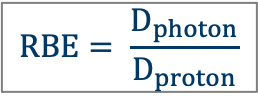 RBE = D_photon / D_proton